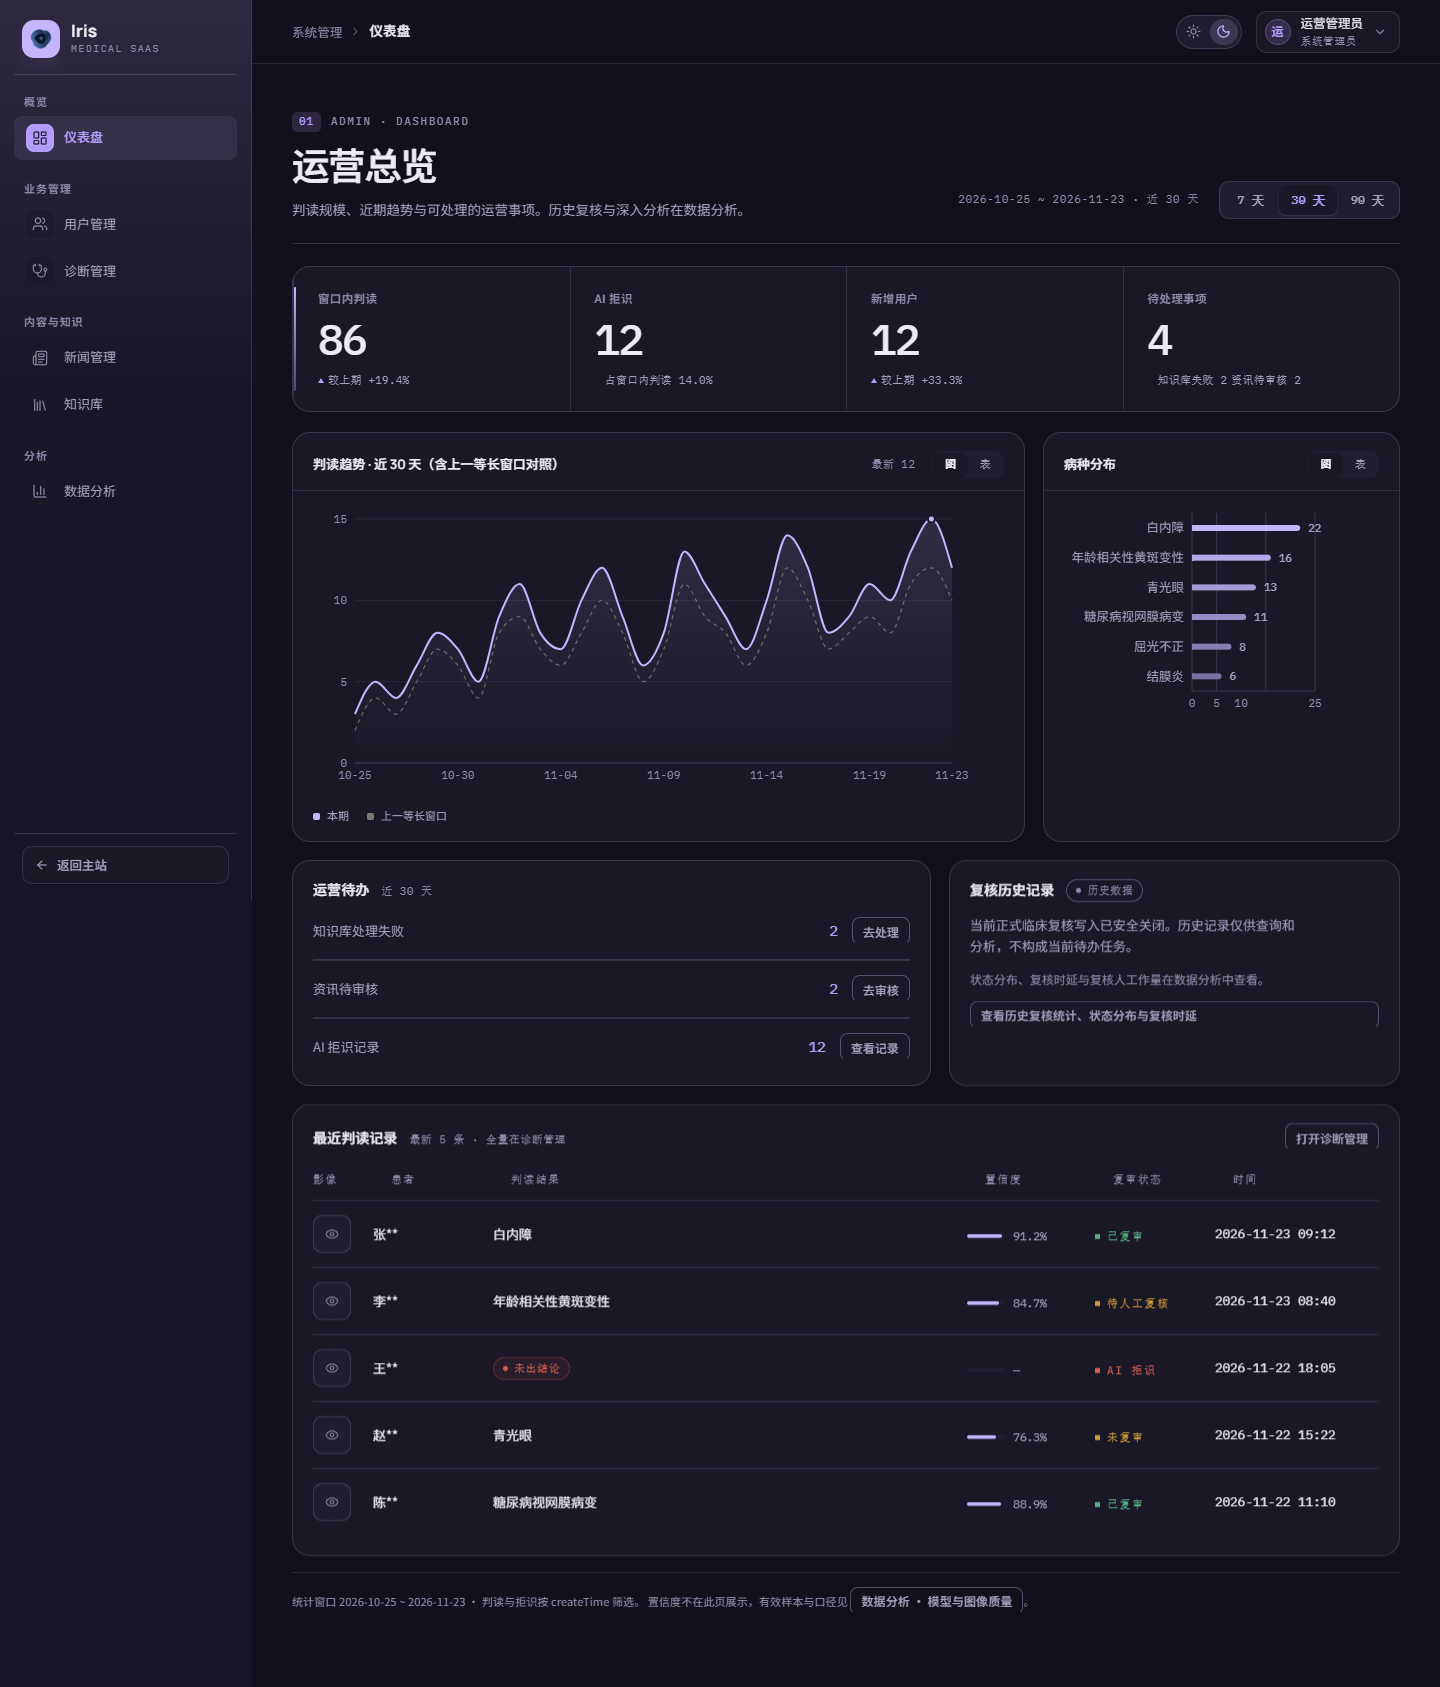 Iris
MEDICAL SAAS
概览
仪表盘
业务管理
用户管理
诊断管理
内容与知识
新闻管理
知识库
分析
数据分析
返回主站
系统管理 > 仪表盘
运 运营管理员
系统管理员
01 ADMIN · DASHBOARD
运营总览
判读规模、近期趋势与可处理的运营事项。历史复核与深入分析在数据分析。
2026-10-25 ~ 2026-11-23 · 近 30 天
7 天 30 天 90 天
窗口内判读
86
▲ 较上期 +19.4%
AI 拒识
12
占窗口内判读 14.0%
新增用户
12
▲ 较上期 +33.3%
待处理事项
4
知识库失败 2 资讯待审核 2
判读趋势 · 近 30 天（含上一等长窗口对照）
最新 12 图 表
15
10
5
0
10-25 10-30 11-04 11-09 11-14 11-19 11-23
本期 上一等长窗口
病种分布
图 表
白内障 22
年龄相关性黄斑变性 16
青光眼 13
糖尿病视网膜病变 11
屈光不正 8
结膜炎 6
0 5 10 25
运营待办 近 30 天
知识库处理失败 2 去处理
资讯待审核 2 去审核
AI 拒识记录 12 查看记录
复核历史记录 历史数据
当前正式临床复核写入已安全关闭。历史记录仅供查询和
分析，不构成当前待办任务。
状态分布、复核时延与复核人工作量在数据分析中查看。
查看历史复核统计、状态分布与复核时延
最近判读记录 最新 5 条 · 全量在诊断管理
打开诊断管理
影像 患者 判读结果 置信度 复审状态 时间
张** 白内障 91.2% 已复审 2026-11-23 09:12
李** 年龄相关性黄斑变性 84.7% 待人工复核 2026-11-23 08:40
王** 未出结论 — AI 拒识 2026-11-22 18:05
赵** 青光眼 76.3% 未复审 2026-11-22 15:22
陈** 糖尿病视网膜病变 88.9% 已复审 2026-11-22 11:10
统计窗口 2026-10-25 ~ 2026-11-23 · 判读与拒识按 createTime 筛选。 置信度不在此页展示，有效样本与口径见 数据分析 · 模型与图像质量 。